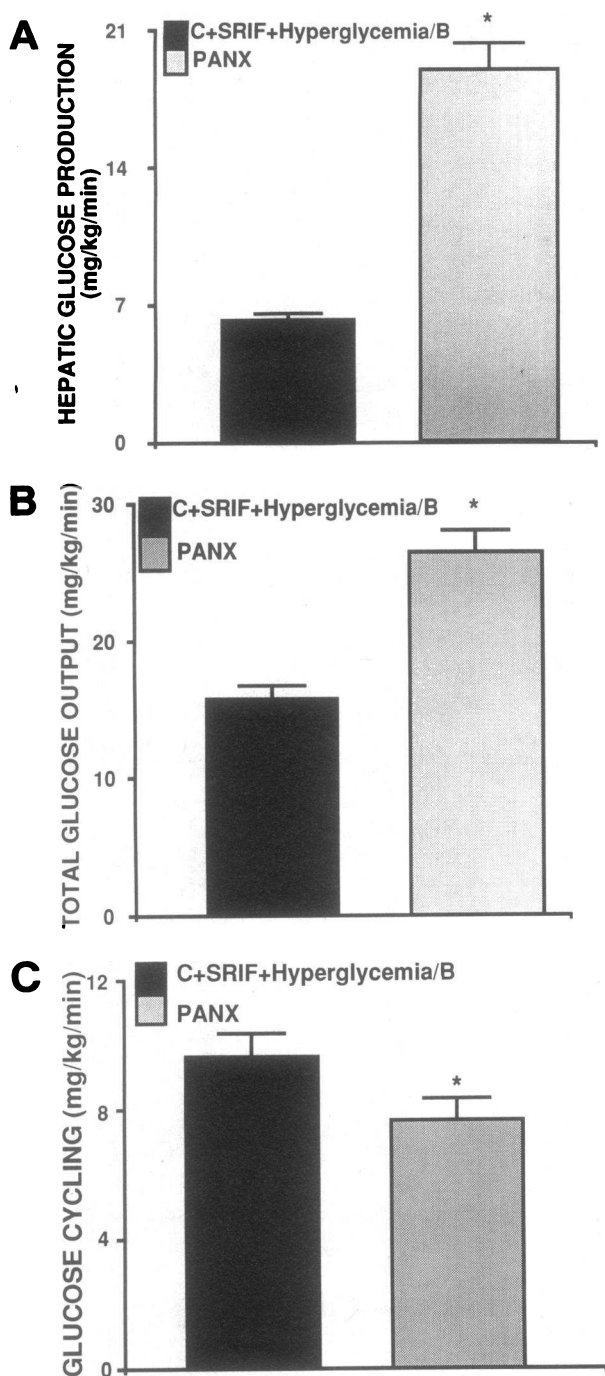 A
HEPATIC GLUCOSE PRODUCTION
(mg/kg/min)
21
14
7
0
C+SRIF+Hyperglycemia/B
PANX
*
B
TOTAL GLUCOSE OUTPUT (mg/kg/min)
30
20
10
0
C+SRIF+Hyperglycemia/B
PANX
*
C
GLUCOSE CYCLING (mg/kg/min)
12
8
4
0
C+SRIF+Hyperglycemia/B
PANX
*